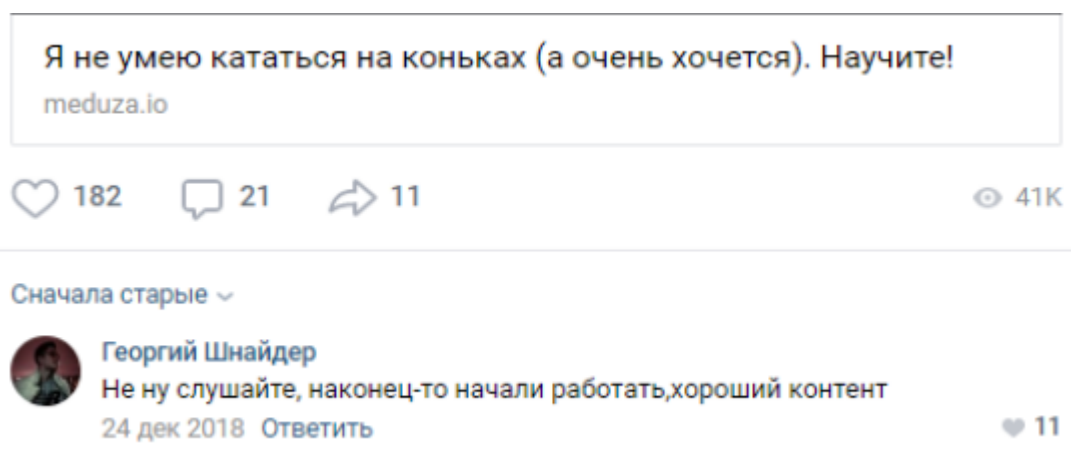 Я не умею кататься на коньках (а очень хочется). Научите!
meduza.io
182 21 11 41K
Сначала старые
Георгий Шнайдер
Не ну слушайте, наконец-то начали работать,хороший контент
24 дек 2018 Ответить 11